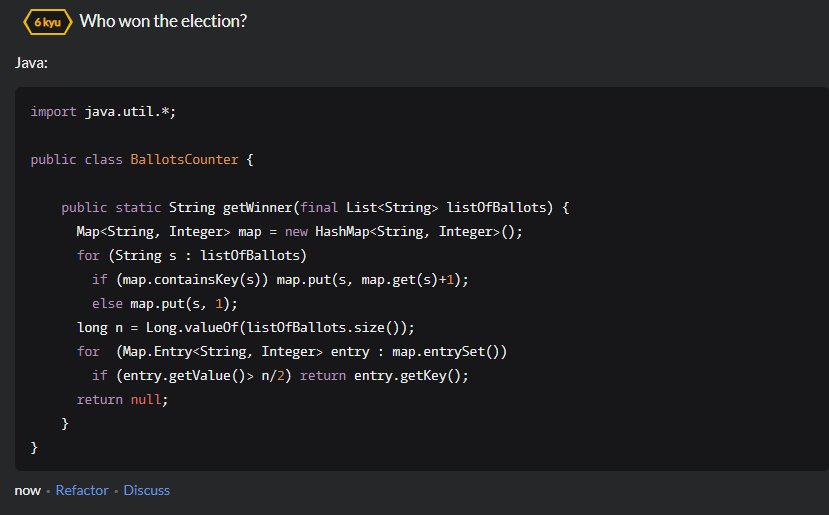 6 kyu Who won the election?
Java:
import java.util.*;
public class BallotsCounter {
public static String getWinner(final List<String> listOfBallots) {
Map<String, Integer> map = new HashMap<String, Integer>();
for (String s : listOfBallots)
if (map.containsKey(s)) map.put(s, map.get(s)+1);
else map.put(s, 1);
long n = Long.valueOf(listOfBallots.size());
for  (Map.Entry<String, Integer> entry : map.entrySet())
if (entry.getValue()> n/2) return entry.getKey();
return null;
}
}
now • Refactor • Discuss